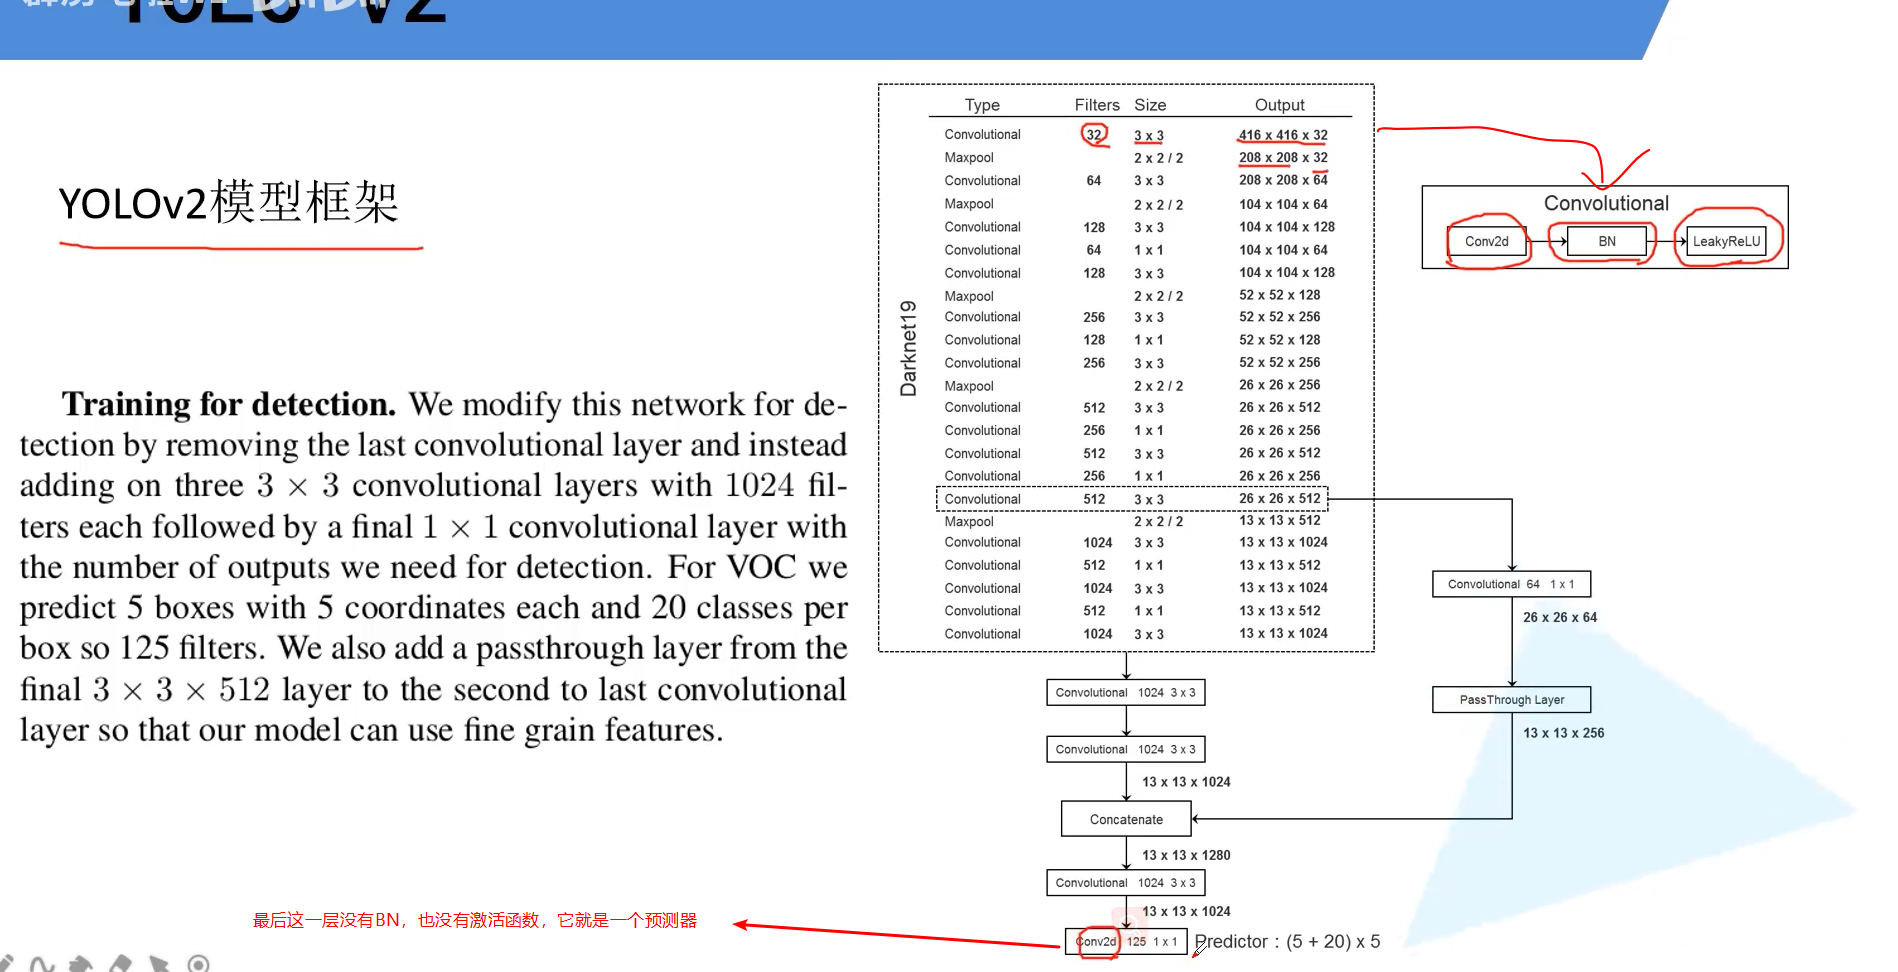 YOLO v2
YOLOv2模型框架
Training for detection. We modify this network for de-
tection by removing the last convolutional layer and instead
adding on three 3 × 3 convolutional layers with 1024 fil-
ters each followed by a final 1 × 1 convolutional layer with
the number of outputs we need for detection. For VOC we
predict 5 boxes with 5 coordinates each and 20 classes per
box so 125 filters. We also add a passthrough layer from the
final 3 × 3 × 512 layer to the second to last convolutional
layer so that our model can use fine grain features.
Darknet19
Type Filters Size Output
Convolutional 32 3 x 3 416 x 416 x 32
Maxpool 2 x 2 / 2 208 x 208 x 32
Convolutional 64 3 x 3 208 x 208 x 64
Maxpool 2 x 2 / 2 104 x 104 x 64
Convolutional 128 3 x 3 104 x 104 x 128
Convolutional 64 1 x 1 104 x 104 x 64
Convolutional 128 3 x 3 104 x 104 x 128
Maxpool 2 x 2 / 2 52 x 52 x 128
Convolutional 256 3 x 3 52 x 52 x 256
Convolutional 128 1 x 1 52 x 52 x 128
Convolutional 256 3 x 3 52 x 52 x 256
Maxpool 2 x 2 / 2 26 x 26 x 256
Convolutional 512 3 x 3 26 x 26 x 512
Convolutional 256 1 x 1 26 x 26 x 256
Convolutional 512 3 x 3 26 x 26 x 512
Convolutional 256 1 x 1 26 x 26 x 256
Convolutional 512 3 x 3 26 x 26 x 512
Maxpool 2 x 2 / 2 13 x 13 x 512
Convolutional 1024 3 x 3 13 x 13 x 1024
Convolutional 512 1 x 1 13 x 13 x 512
Convolutional 1024 3 x 3 13 x 13 x 1024
Convolutional 512 1 x 1 13 x 13 x 512
Convolutional 1024 3 x 3 13 x 13 x 1024
Convolutional
Conv2d BN LeakyReLU
Convolutional 64 1 x 1
26 x 26 x 64
PassThrough Layer
13 x 13 x 256
Convolutional 1024 3 x 3
Convolutional 1024 3 x 3
13 x 13 x 1024
Concatenate
13 x 13 x 1280
Convolutional 1024 3 x 3
13 x 13 x 1024
Conv2d 125 1 x 1 Predictor : (5 + 20) x 5
最后这一层没有BN，也没有激活函数，它就是一个预测器